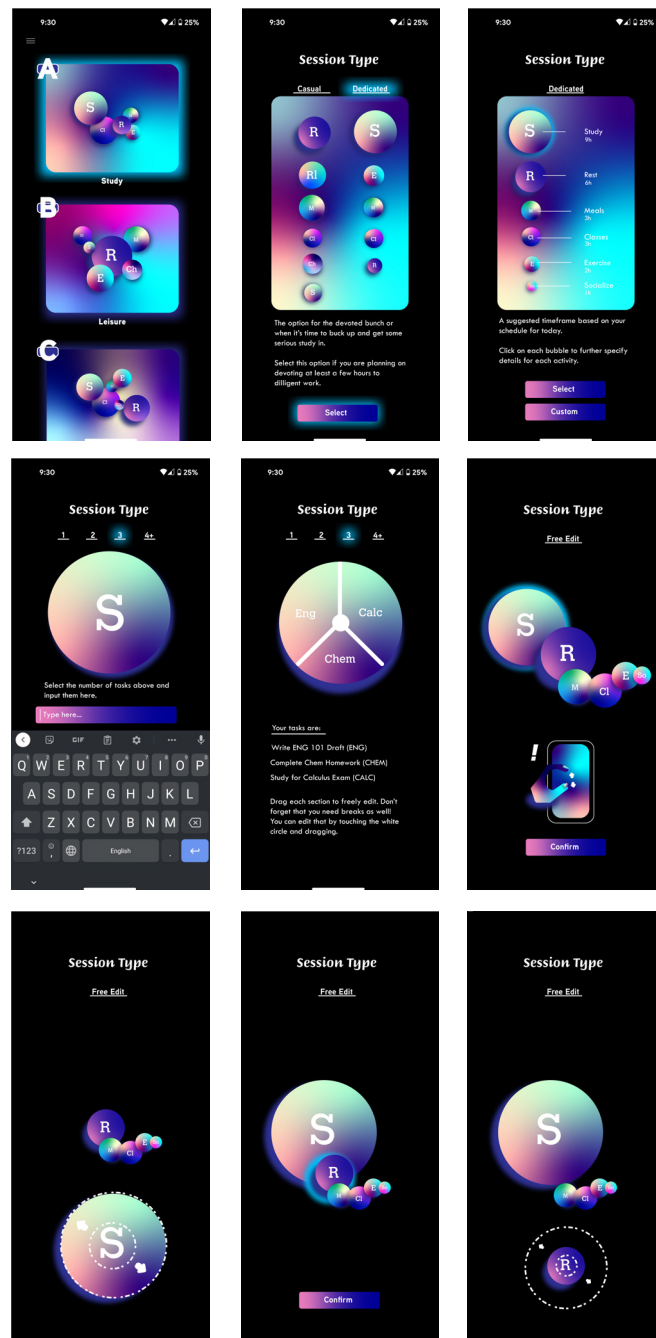 9:30
25%
A
S
Cl
R
E
Study
B
R
M
E
Ch
Leisure
C
S
E
Cl
R
9:30
25%
Session Type
Casual
Dedicated
R
S
Rl
E
M
M
Cl
Cl
Ch
R
S
The option for the devoted bunch or
when it's time to buck up and get some
serious study in.
Select this option if you are planning on
devoting at least a few hours to
dilligent work.
Select
9:30
25%
Session Type
Dedicated
S
Study
9h
R
Rest
6h
M
Meals
3h
Cl
Classes
3h
E
Exercise
2h
Socialize
1h
A suggested timeframe based on your
schedule for today.
Click on each bubble to further specify
details for each activity.
Select
Custom
9:30
25%
Session Type
1 2 3 4+
S
Select the number of tasks above and
input them here.
Type here...
GIF
Q W E R T Y U I O P
A S D F G H J K L
Z X C V B N M
?123 , English .
9:30
25%
Session Type
1 2 3 4+
Eng
Calc
Chem
Your tasks are:
Write ENG 101 Draft (ENG)
Complete Chem Homework (CHEM)
Study for Calculus Exam (CALC)
Drag each section to freely edit. Don't
forget that you need breaks as well!
You can edit that by touching the white
circle and dragging.
Session Type
Free Edit
S
R
M
Cl
E
So
!
Confirm
Session Type
Free Edit
R
M
Cl
E
S
Session Type
Free Edit
S
R
M
Cl
E
Confirm
Session Type
Free Edit
S
M
Cl
E
R